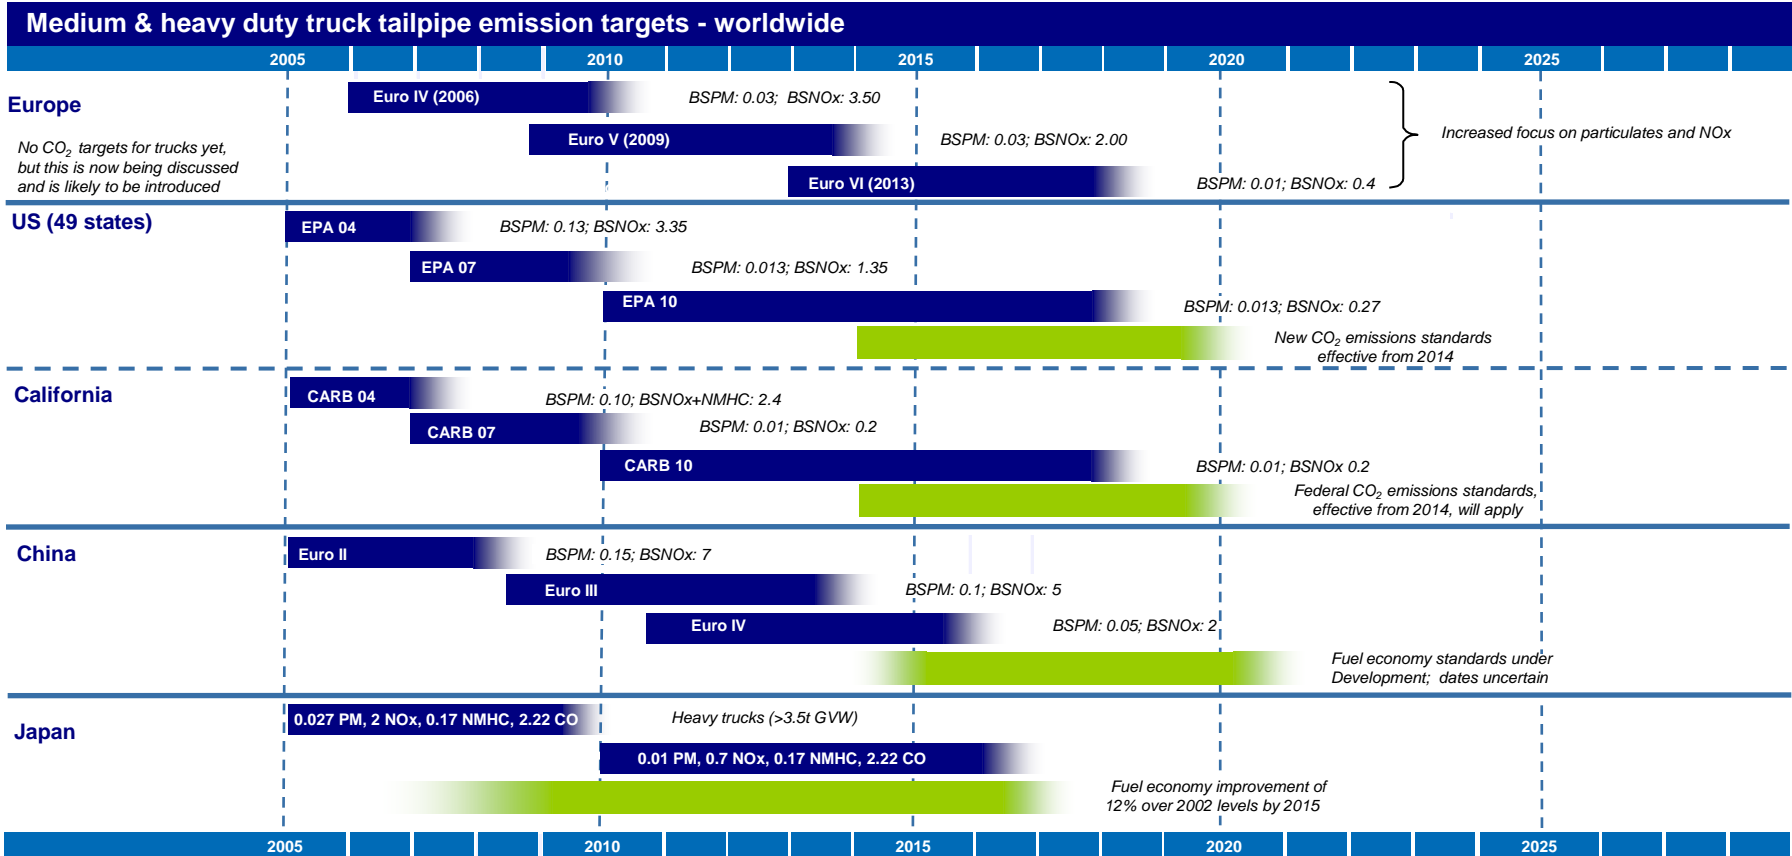 Medium & heavy duty truck tailpipe emission targets - worldwide
2005 2010 2015 2020 2025
Europe
No CO₂ targets for trucks yet,
but this is now being discussed
and is likely to be introduced
Euro IV (2006) BSPM: 0.03; BSNOx: 3.50
Euro V (2009) BSPM: 0.03; BSNOx: 2.00
Increased focus on particulates and NOx
Euro VI (2013) BSPM: 0.01; BSNOx: 0.4
US (49 states)
EPA 04 BSPM: 0.13; BSNOx: 3.35
EPA 07 BSPM: 0.013; BSNOx: 1.35
EPA 10 BSPM: 0.013; BSNOx: 0.27
New CO₂ emissions standards
effective from 2014
California
CARB 04 BSPM: 0.10; BSNOx+NMHC: 2.4
CARB 07 BSPM: 0.01; BSNOx: 0.2
CARB 10 BSPM: 0.01; BSNOx 0.2
Federal CO₂ emissions standards,
effective from 2014, will apply
China
Euro II BSPM: 0.15; BSNOx: 7
Euro III BSPM: 0.1; BSNOx: 5
Euro IV BSPM: 0.05; BSNOx: 2
Fuel economy standards under
Development; dates uncertain
Japan
0.027 PM, 2 NOx, 0.17 NMHC, 2.22 CO Heavy trucks (>3.5t GVW)
0.01 PM, 0.7 NOx, 0.17 NMHC, 2.22 CO
Fuel economy improvement of
12% over 2002 levels by 2015
2005 2010 2015 2020 2025